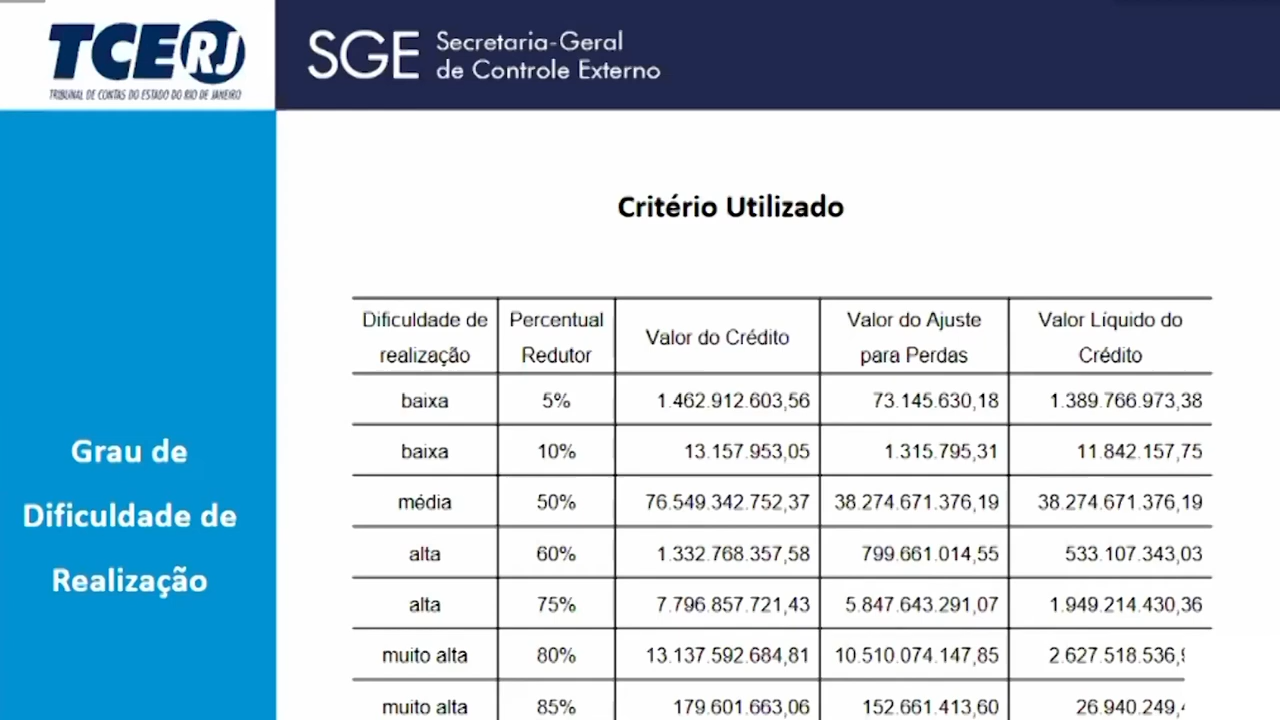 TCERJ
TRIBUNAL DE CONTAS DO ESTADO DO RIO DE JANEIRO
SGE Secretaria-Geral
de Controle Externo
Critério Utilizado
Grau de
Dificuldade de
Realização
Dificuldade de realização Percentual Redutor Valor do Crédito Valor do Ajuste para Perdas Valor Líquido do Crédito
baixa 5% 1.462.912.603,56 73.145.630,18 1.389.766.973,38
baixa 10% 13.157.953,05 1.315.795,31 11.842.157,75
média 50% 76.549.342.752,37 38.274.671.376,19 38.274.671.376,19
alta 60% 1.332.768.357,58 799.661.014,55 533.107.343,03
alta 75% 7.796.857.721,43 5.847.643.291,07 1.949.214.430,36
muito alta 80% 13.137.592.684,81 10.510.074.147,85
muito alta 85% 179.601.663,06 152.661.413,60